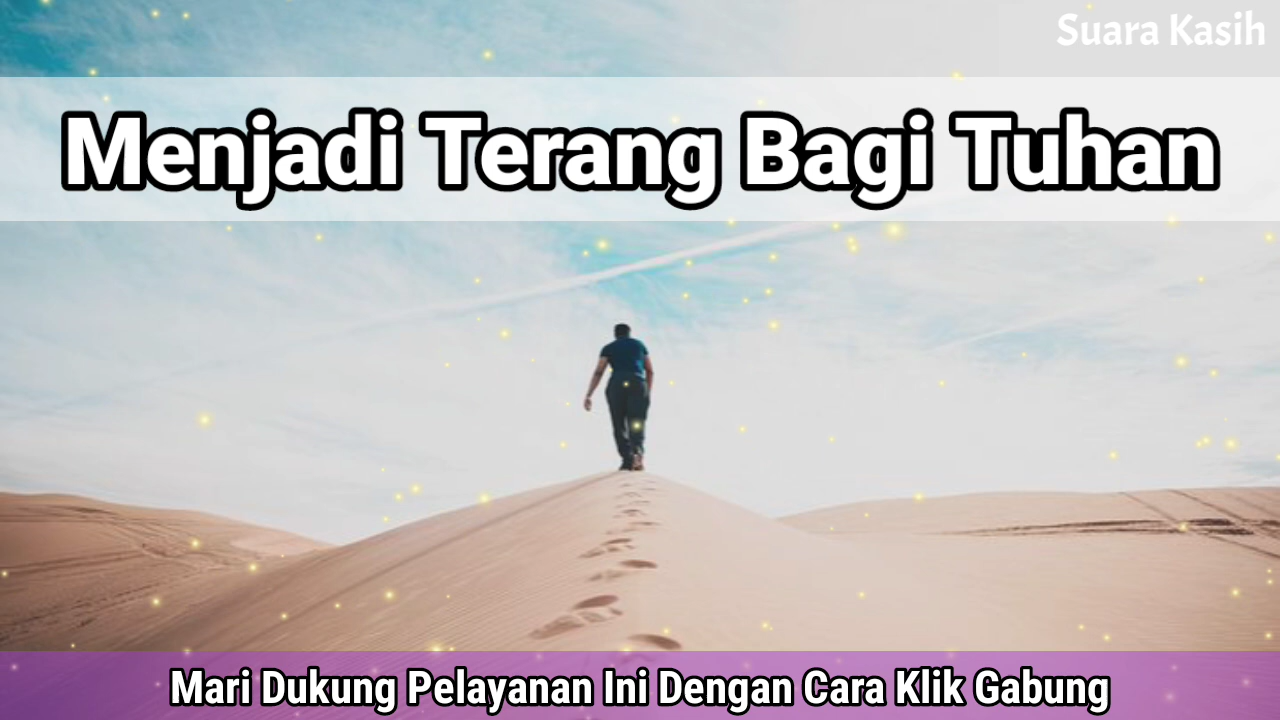 Suara Kasih
Menjadi Terang Bagi Tuhan
Mari Dukung Pelayanan Ini Dengan Cara Klik Gabung